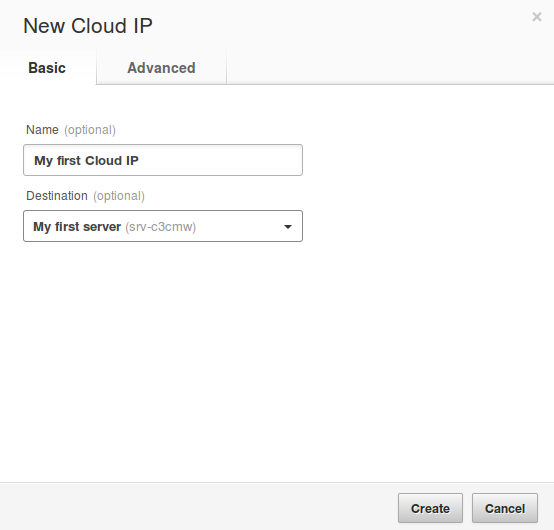 New Cloud IP
×
Basic Advanced
Name (optional)
My first Cloud IP
Destination (optional)
My first server (srv-c3cmw)
Create Cancel